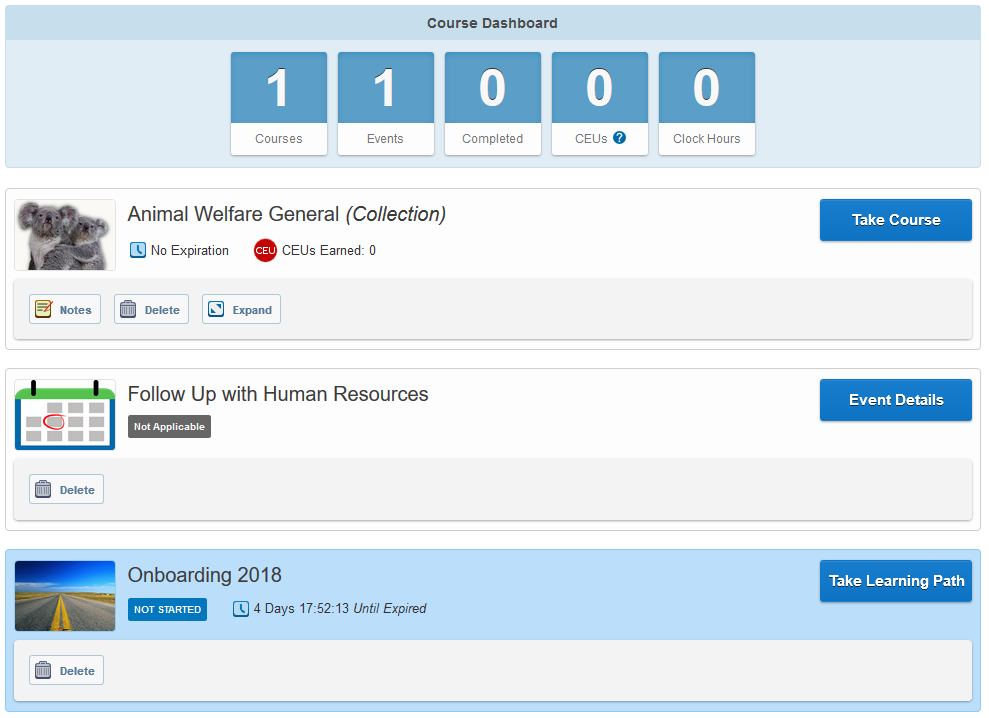 Course Dashboard
1 1 0 0 0
Courses Events Completed CEUs ? Clock Hours
Animal Welfare General (Collection)
Take Course
No Expiration CEU CEUs Earned: 0
Notes Delete Expand
Follow Up with Human Resources
Event Details
Not Applicable
Delete
Onboarding 2018
Take Learning Path
NOT STARTED 4 Days 17:52:13 Until Expired
Delete